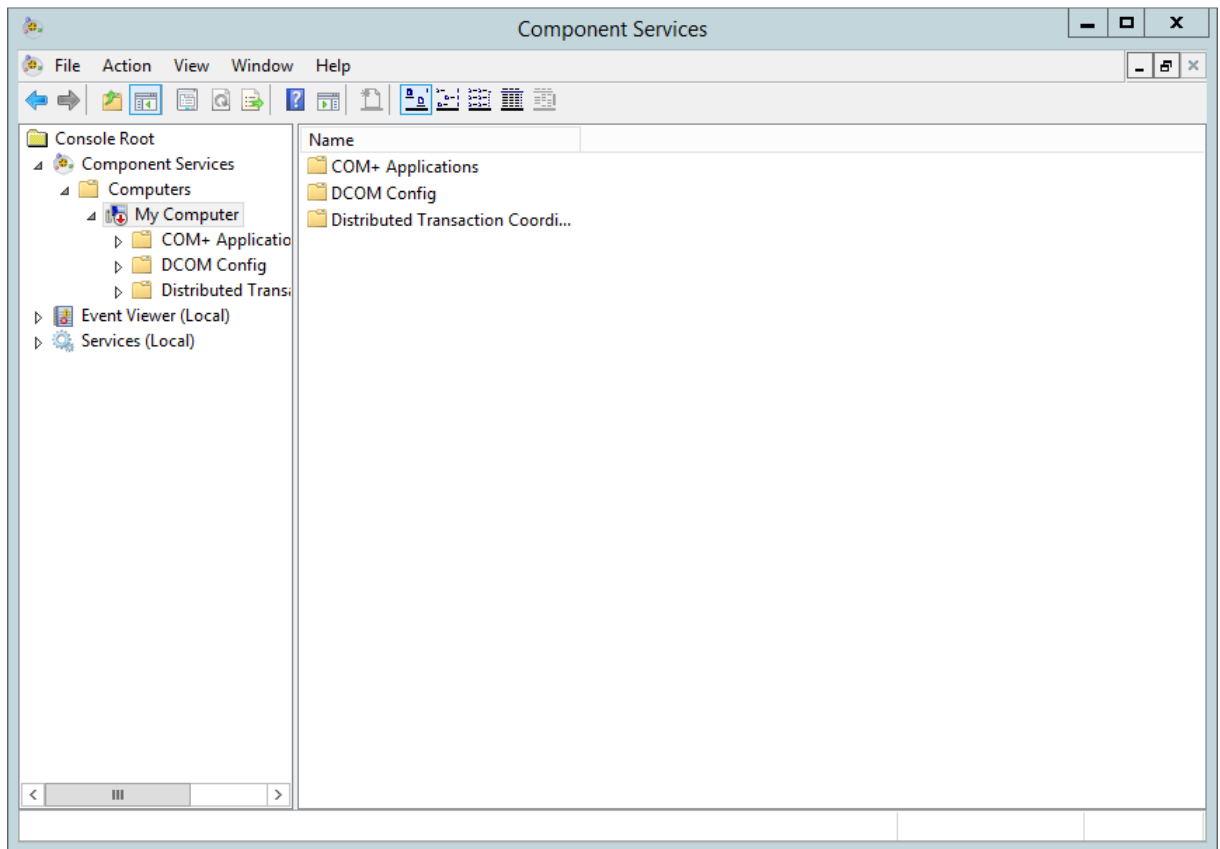 Component Services
File Action View Window Help
Console Root
Component Services
Computers
My Computer
COM+ Applicatio
DCOM Config
Distributed Trans
Event Viewer (Local)
Services (Local)
Name
COM+ Applications
DCOM Config
Distributed Transaction Coordi...